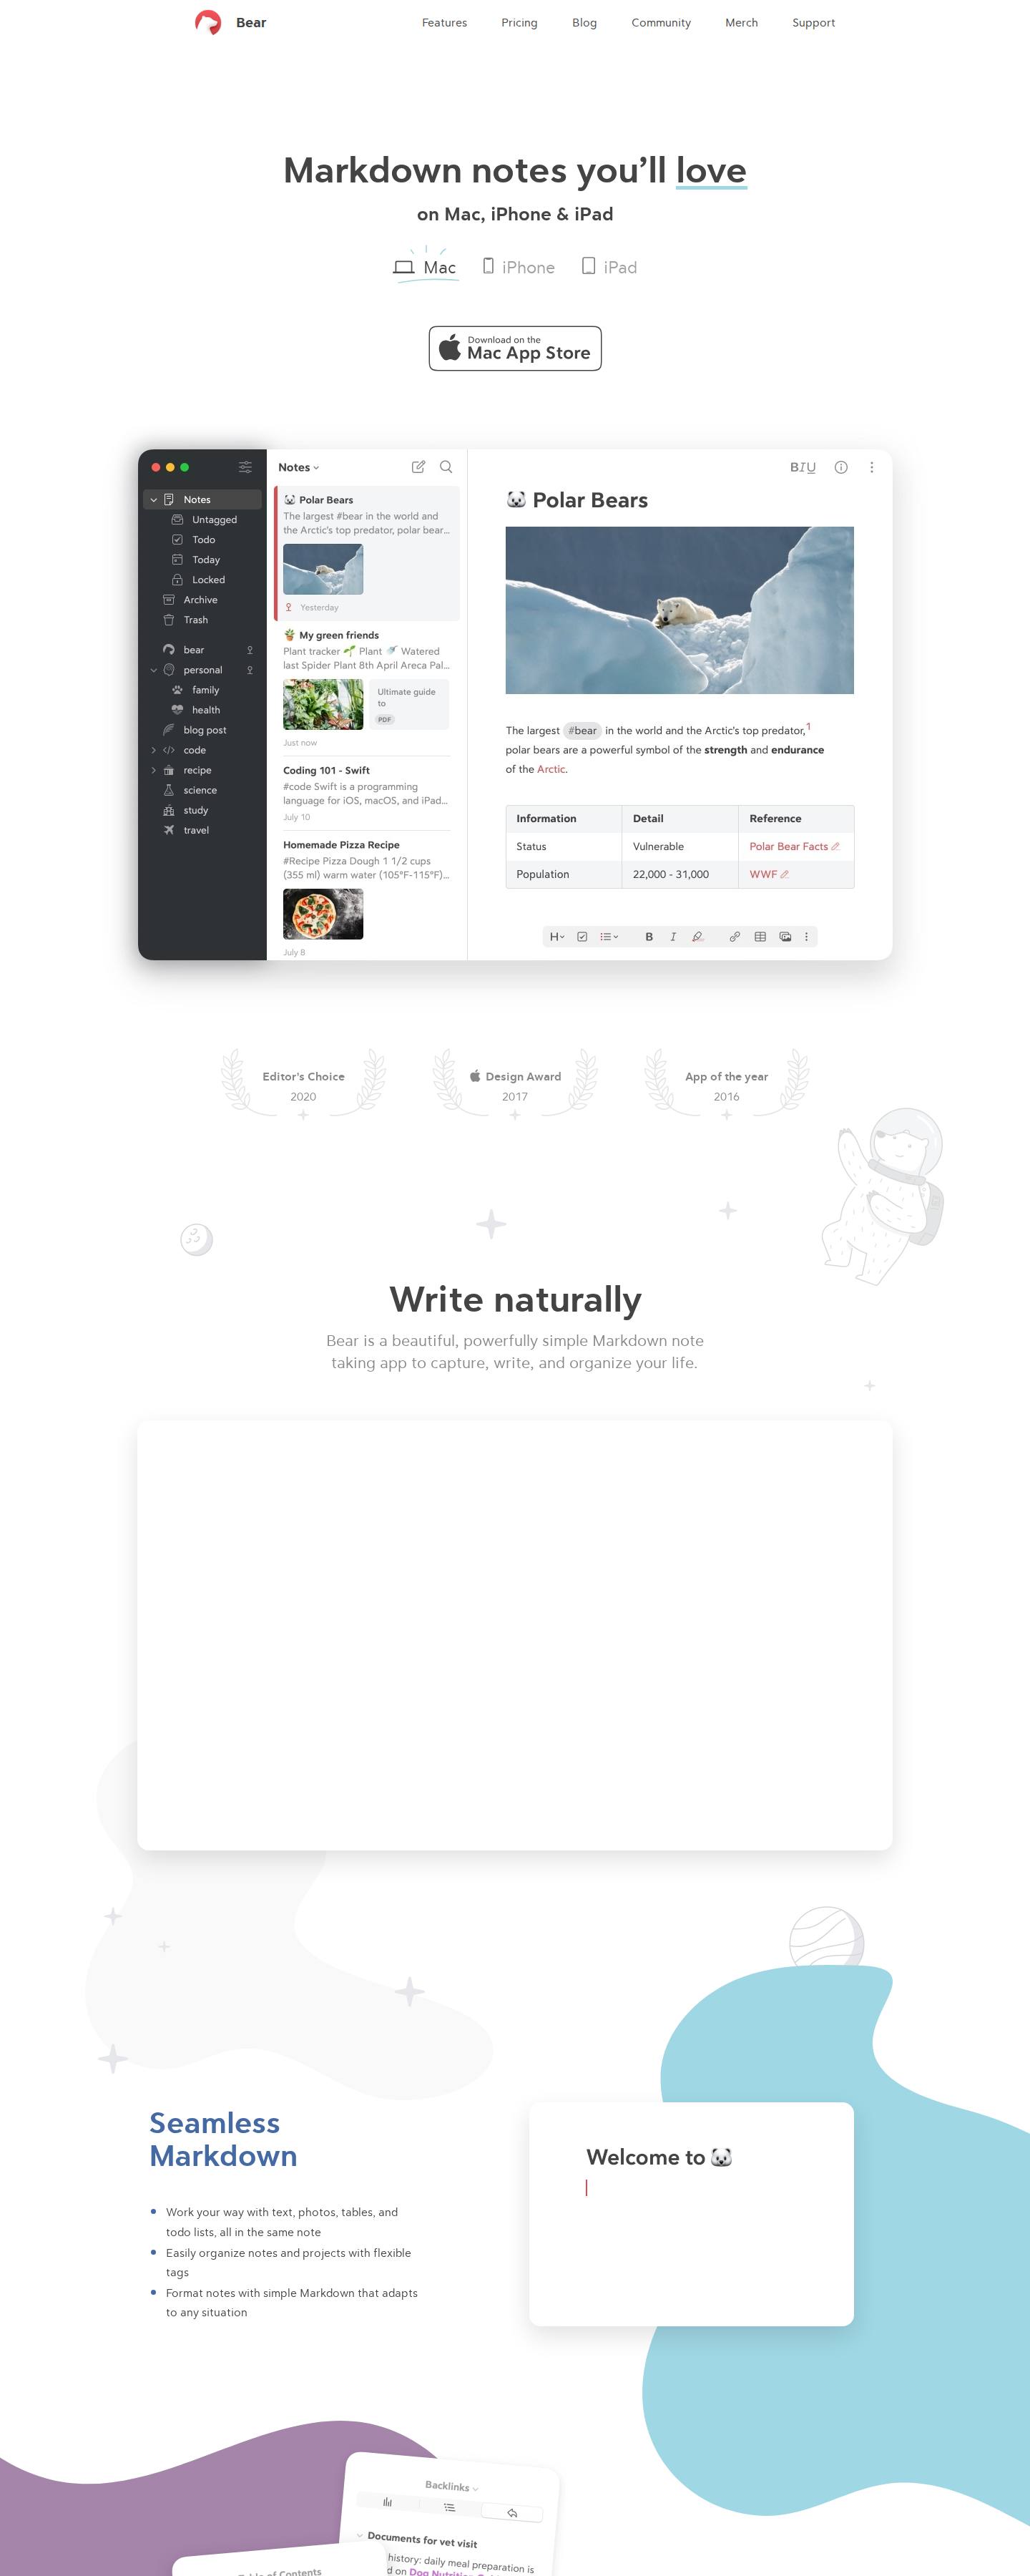 Bear
Features
Pricing
Blog
Community
Merch
Support
Markdown notes you’ll love
on Mac, iPhone & iPad
Mac
iPhone
iPad
Download on the
Mac App Store
Notes
Untagged
Todo
Today
Locked
Archive
Trash
bear
personal
family
health
blog post
code
recipe
science
study
travel
Notes
Polar Bears
The largest #bear in the world and
the Arctic's top predator, polar bear...
Yesterday
My green friends
Plant tracker 🌱 Plant 🚿 Watered
last Spider Plant 8th April Areca Pal...
Ultimate guide
to
PDF
Just now
Coding 101 - Swift
#code Swift is a programming
language for iOS, macOS, and iPad...
July 10
Homemade Pizza Recipe
#Recipe Pizza Dough 1 1/2 cups
(355 ml) warm water (105°F-115°F)...
July 8
BIU
Polar Bears
The largest #bear in the world and the Arctic's top predator,1
polar bears are a powerful symbol of the strength and endurance
of the Arctic.
Information Detail Reference
Status Vulnerable Polar Bear Facts
Population 22,000 - 31,000 WWF
H B I
Editor's Choice
2020
Design Award
2017
App of the year
2016
Write naturally
Bear is a beautiful, powerfully simple Markdown note
taking app to capture, write, and organize your life.
Seamless
Markdown
Work your way with text, photos, tables, and
todo lists, all in the same note
Easily organize notes and projects with flexible
tags
Format notes with simple Markdown that adapts
to any situation
Welcome to 🐻‍❄️
Backlinks
Documents for vet visit
history: daily meal preparation is
d on Dog Nutrition
Table of Contents